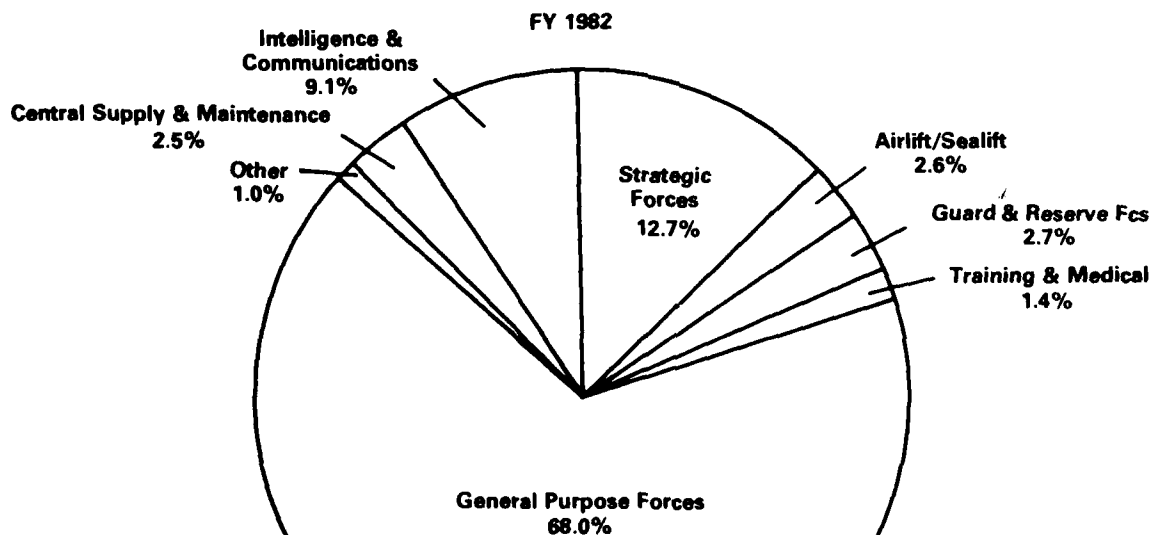 FY 1982
Intelligence &
Communications
9.1%
Central Supply & Maintenance
2.5%
Other
1.0%
Strategic
Forces
12.7%
Airlift/Sealift
2.6%
Guard & Reserve Fcs
2.7%
Training & Medical
1.4%
General Purpose Forces
68.0%